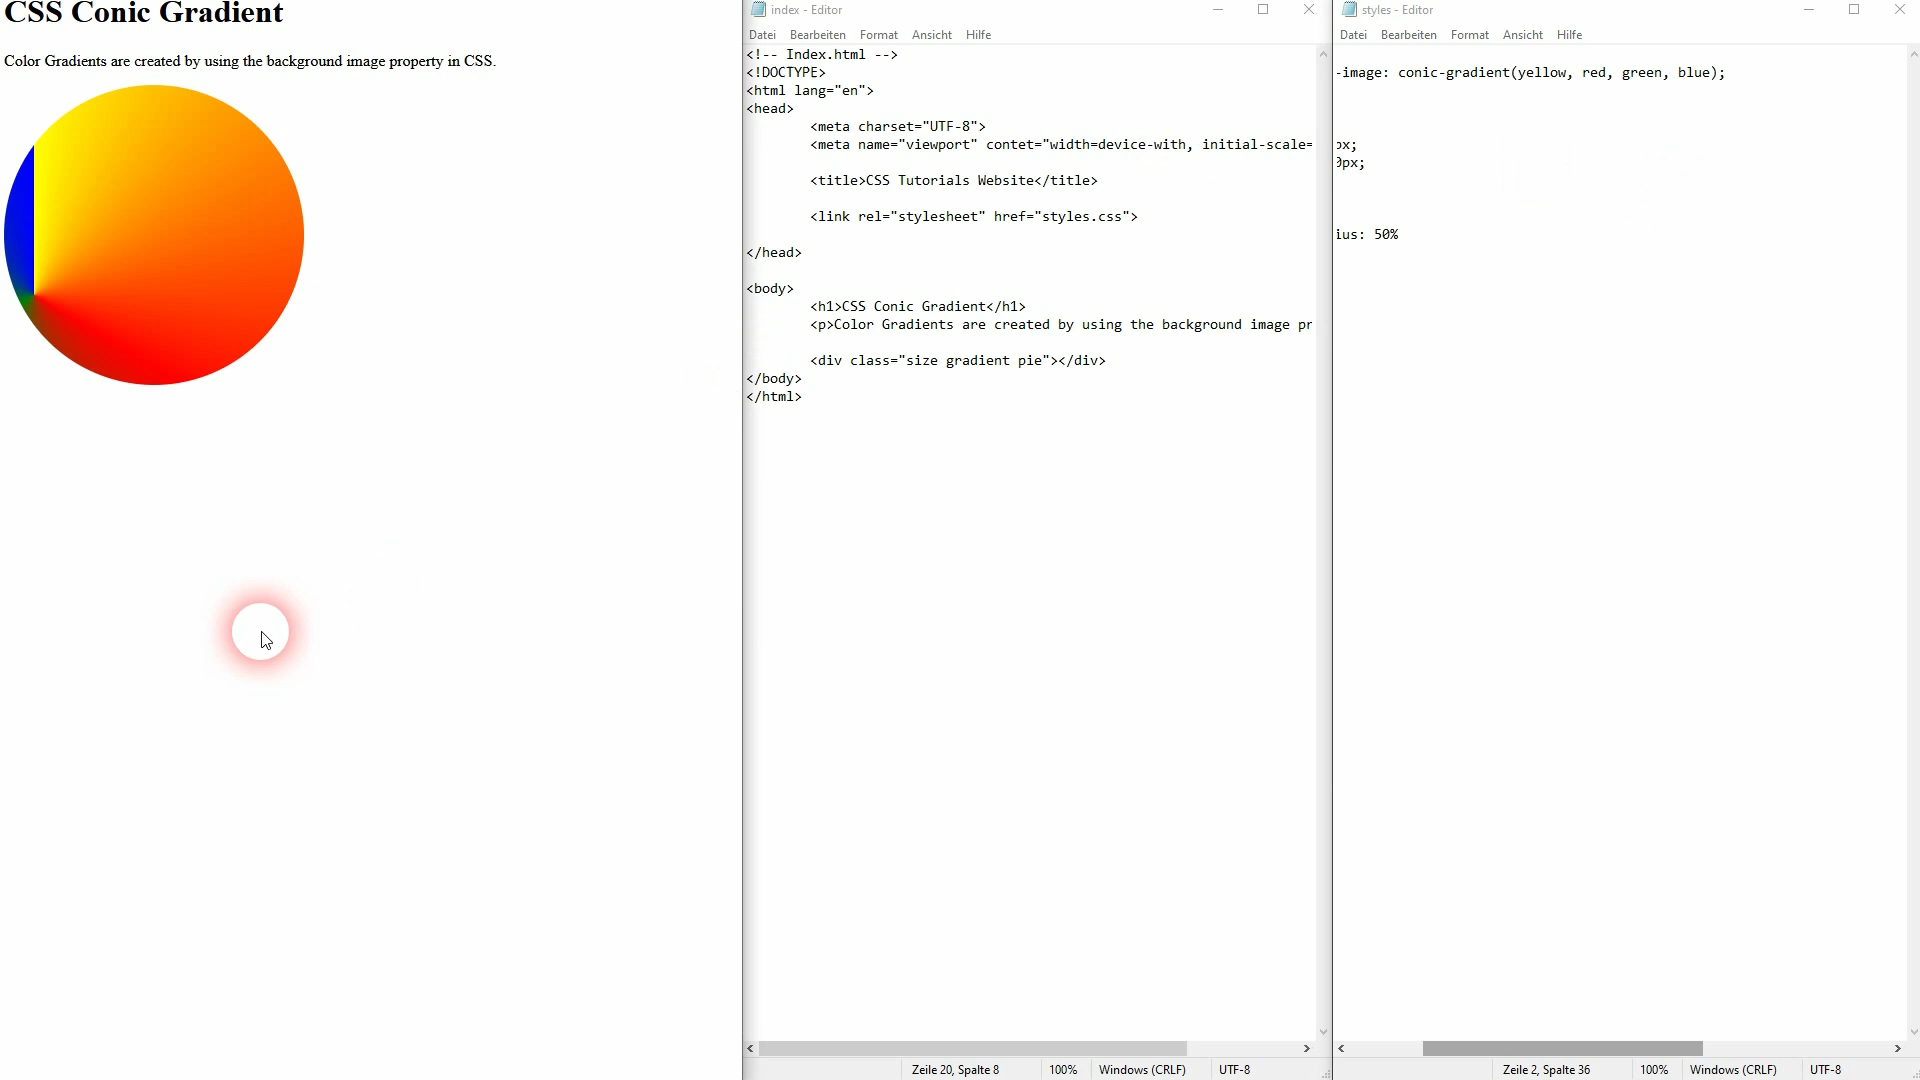 CSS Conic Gradient
Color Gradients are created by using the background image property in CSS.
index - Editor
Datei Bearbeiten Format Ansicht Hilfe
<!-- Index.html -->
<!DOCTYPE>
<html lang="en">
<head>
<meta charset="UTF-8">
<meta name="viewport" contet="width=device-with, initial-scale=
<title>CSS Tutorials Website</title>
<link rel="stylesheet" href="styles.css">
</head>
<body>
<h1>CSS Conic Gradient</h1>
<p>Color Gradients are created by using the background image pr
<div class="size gradient pie"></div>
</body>
</html>
Zeile 20, Spalte 8 100% Windows (CRLF) UTF-8
styles - Editor
Datei Bearbeiten Format Ansicht Hilfe
-image: conic-gradient(yellow, red, green, blue);
px;
0px;
ius: 50%
Zeile 2, Spalte 36 100% Windows (CRLF) UTF-8